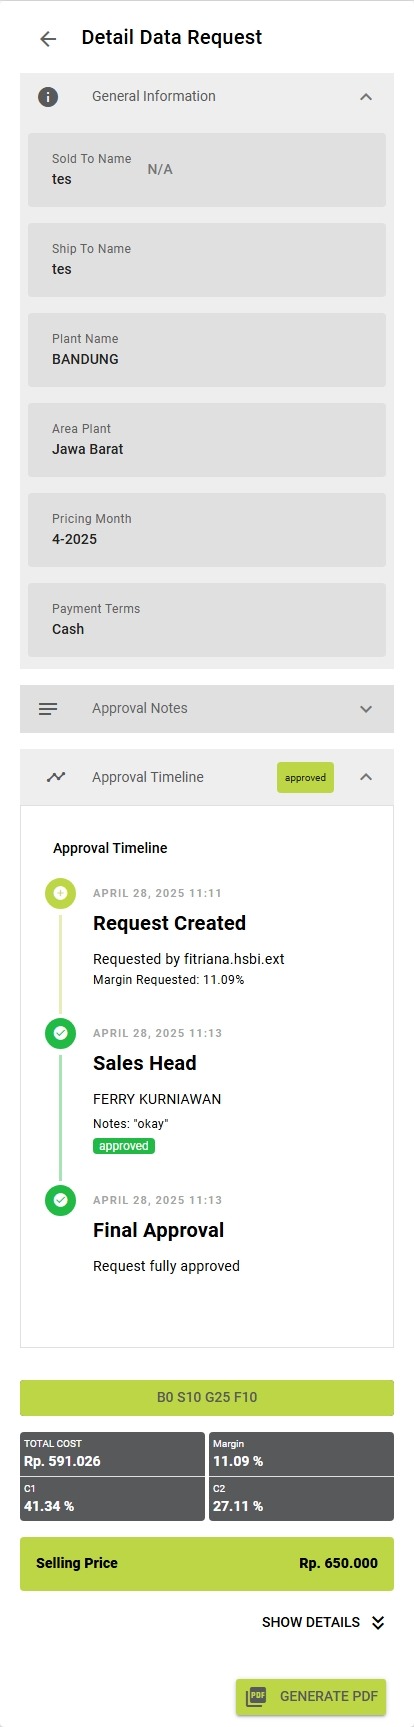 Detail Data Request
General Information
Sold To Name
tes
N/A
Ship To Name
tes
Plant Name
BANDUNG
Area Plant
Jawa Barat
Pricing Month
4-2025
Payment Terms
Cash
Approval Notes
Approval Timeline
approved
Approval Timeline
APRIL 28, 2025 11:11
Request Created
Requested by fitriana.hsbi.ext
Margin Requested: 11.09%
APRIL 28, 2025 11:13
Sales Head
FERRY KURNIAWAN
Notes: "okay"
approved
APRIL 28, 2025 11:13
Final Approval
Request fully approved
B0 S10 G25 F10
TOTAL COST
Rp. 591.026
Margin
11.09 %
C1
41.34 %
C2
27.11 %
Selling Price Rp. 650.000
SHOW DETAILS
PDF GENERATE PDF